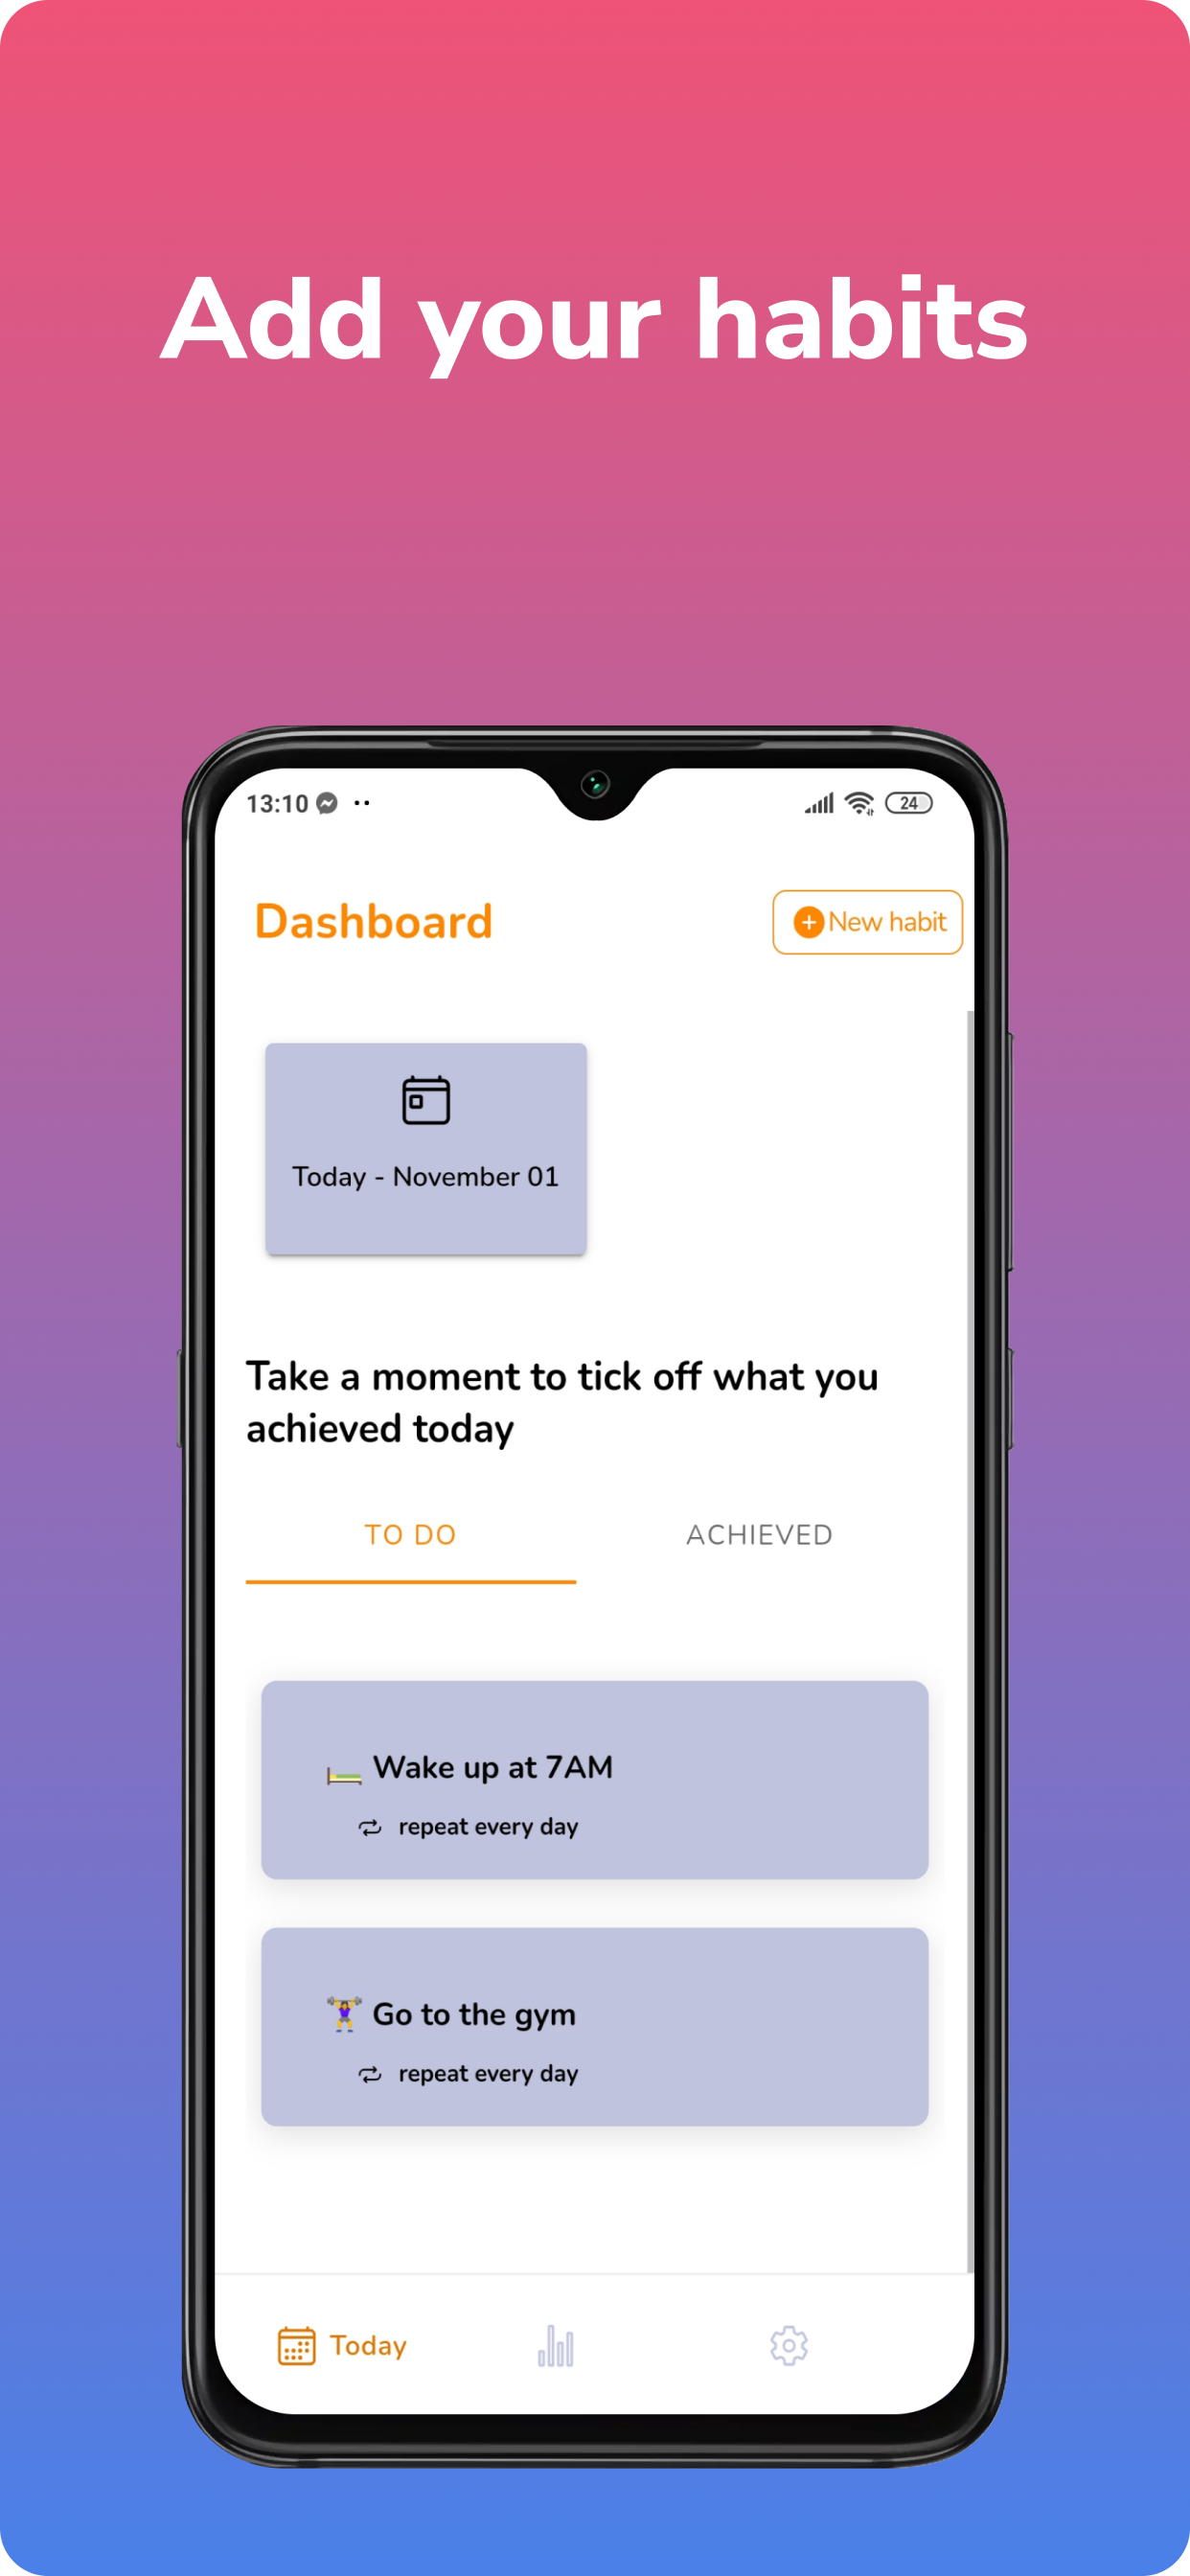 Add your habits
13:10
24
Dashboard
New habit
Today - November 01
Take a moment to tick off what you
achieved today
TO DO
ACHIEVED
Wake up at 7AM
repeat every day
Go to the gym
repeat every day
Today